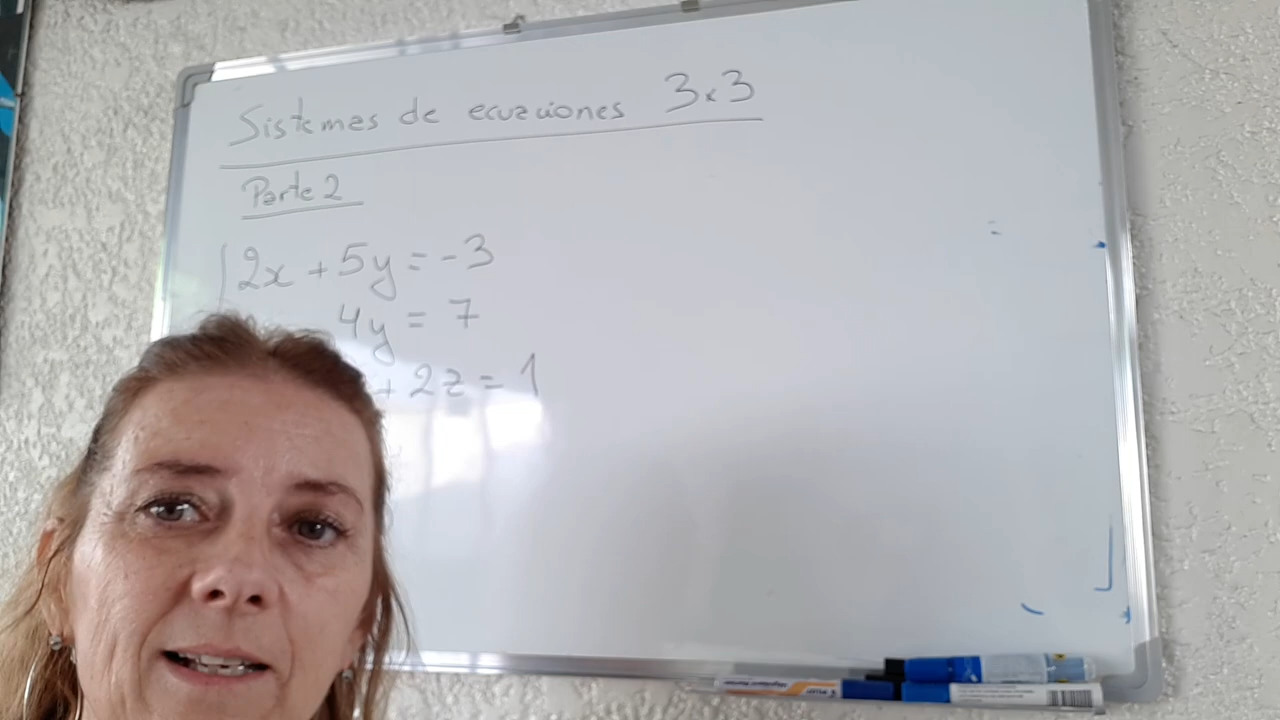 Sistemas de ecuaciones 3x3
Parte 2
2x + 5y = -3
4y = 7
+ 2z = 1